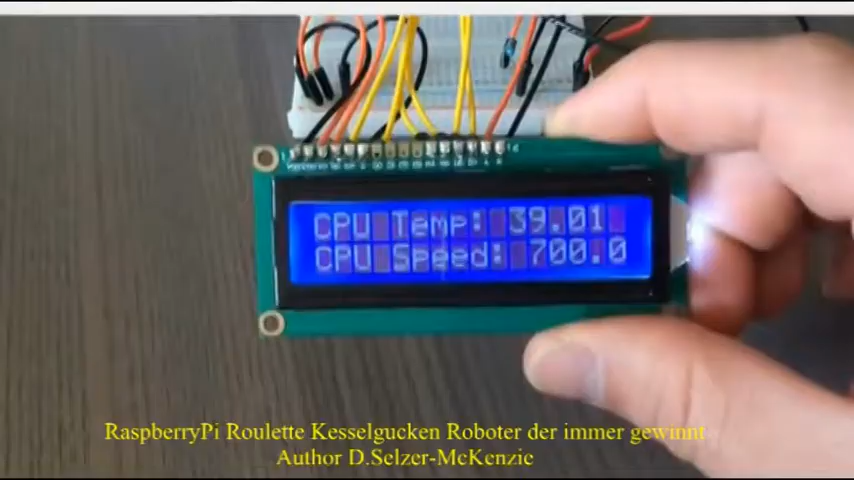 CPU Temp: 39.01
CPU Speed: 700.0
RaspberryPi Roulette Kesselgucken Roboter der immer gewinnt
Author D.Selzer-McKenzie